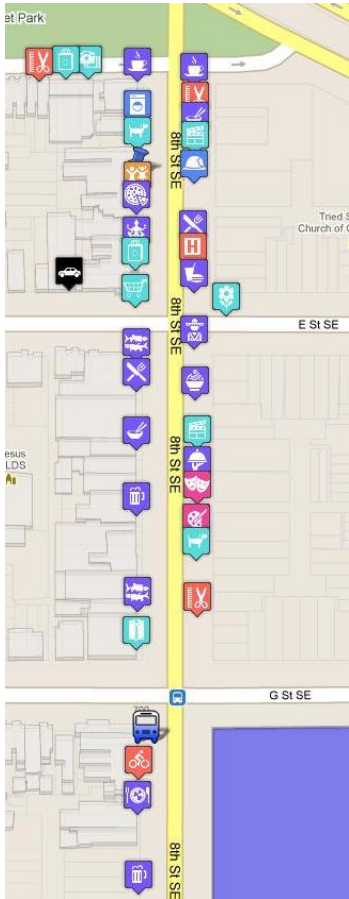 et Park
8th St SE
Tried S
Church of C
H
8th St SE
E St SE
esus
LDS
8th St SE
G St SE
8th St SE